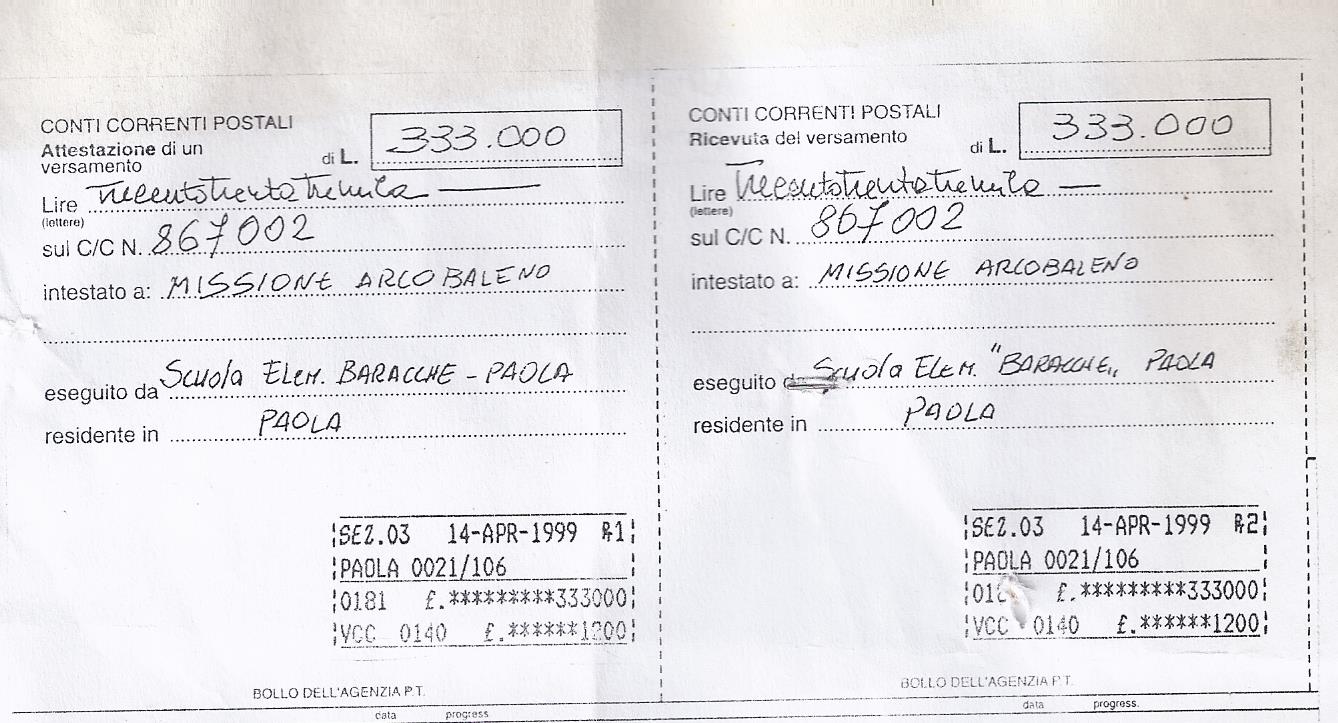 CONTI CORRENTI POSTALI
Attestazione di un
versamento
di L. 333.000
Lire Trecentotrentatremila
(lettere)
sul C/C N. 867002
intestato a: MISSIONE ARCOBALENO
eseguito da Scuola Elem. BARACCHE - PAOLA
residente in PAOLA
SEZ.03 14-APR-1999 R1
PAOLA 0021/106
0181 £.*********333000
VCC 0140 £.******1200
BOLLO DELL'AGENZIA P.T.
data progress.
CONTI CORRENTI POSTALI
Ricevuta del versamento
di L. 333.000
Lire Trecentotrentatremila
(lettere)
sul C/C N. 867002
intestato a: MISSIONE ARCOBALENO
eseguito Scuola Elem. "BARACCHE" PAOLA
residente in PAOLA
SEZ.03 14-APR-1999 R2
PAOLA 0021/106
£.*********333000
VCC 0140 £.******1200
BOLLO DELL'AGENZIA P.T.
data progress.